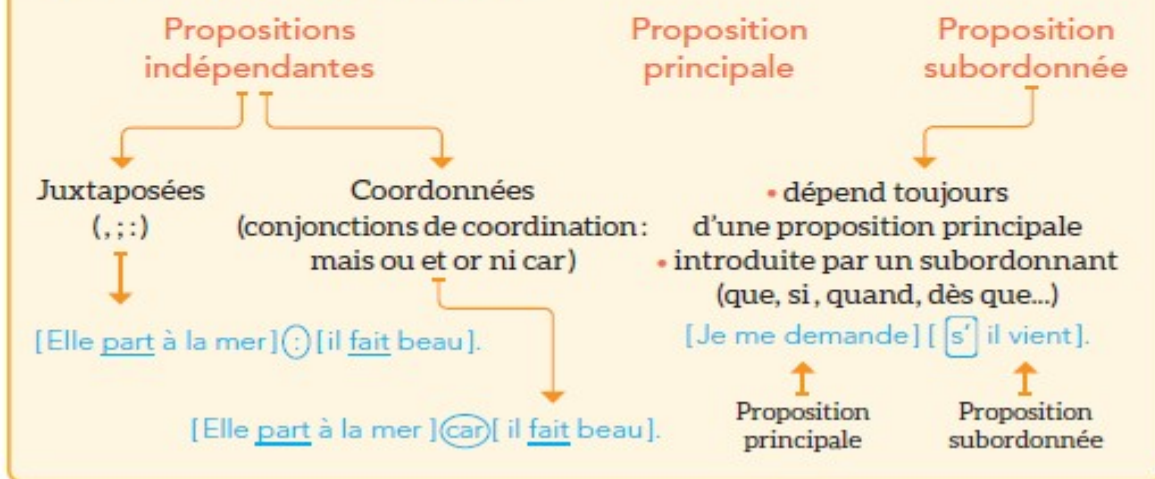 Propositions
indépendantes
Proposition
principale
Proposition
subordonnée
Juxtaposées
(, ; :)
Coordonnées
(conjonctions de coordination :
mais ou et or ni car)
• dépend toujours
d'une proposition principale
• introduite par un subordonnant
(que, si, quand, dès que...)
[Elle part à la mer] : [il fait beau].
[Elle part à la mer ] car [ il fait beau].
[Je me demande] [ s' il vient].
Proposition
principale
Proposition
subordonnée